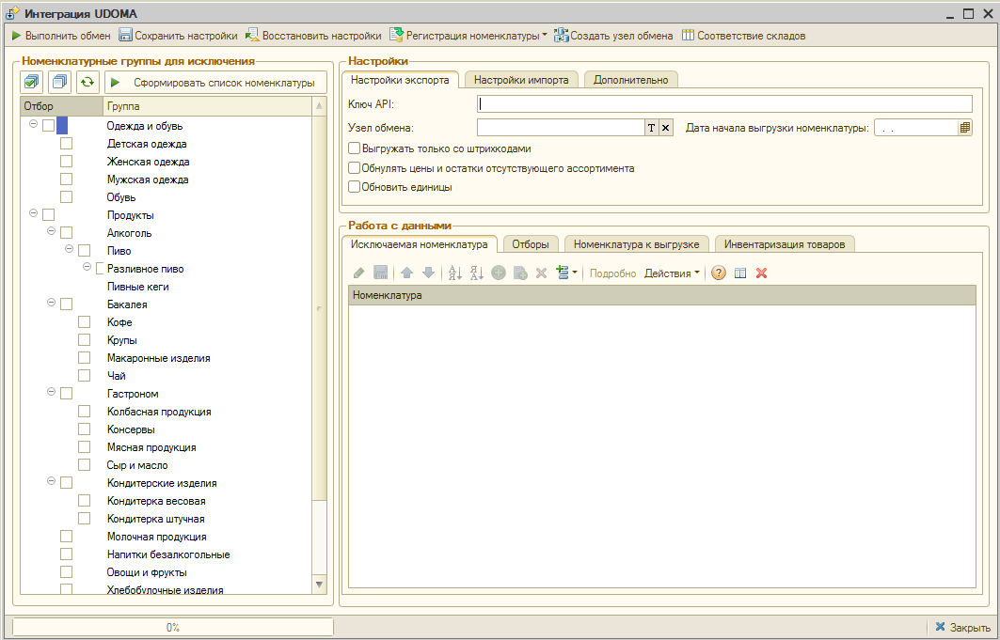 Интеграция UDOMA
Выполнить обмен Сохранить настройки Восстановить настройки Регистрация номенклатуры Создать узел обмена Соответствие складов
Номенклатурные группы для исключения
Сформировать список номенклатуры
Отбор Группа
Одежда и обувь
Детская одежда
Женская одежда
Мужская одежда
Обувь
Продукты
Алкоголь
Пиво
Разливное пиво
Пивные кеги
Бакалея
Кофе
Крупы
Макаронные изделия
Чай
Гастроном
Колбасная продукция
Консервы
Мясная продукция
Сыр и масло
Кондитерские изделия
Кондитерка весовая
Кондитерка штучная
Молочная продукция
Напитки безалкогольные
Овощи и фрукты
Хлебобулочные изделия
Настройки
Настройки экспорта Настройки импорта Дополнительно
Ключ API:
Узел обмена: T × Дата начала выгрузки номенклатуры: . .
Выгружать только со штрихкодами
Обнулять цены и остатки отсутствующего ассортимента
Обновить единицы
Работа с данными
Исключаемая номенклатура Отборы Номенклатура к выгрузке Инвентаризация товаров
Подробно Действия
Номенклатура
0%
Закрыть